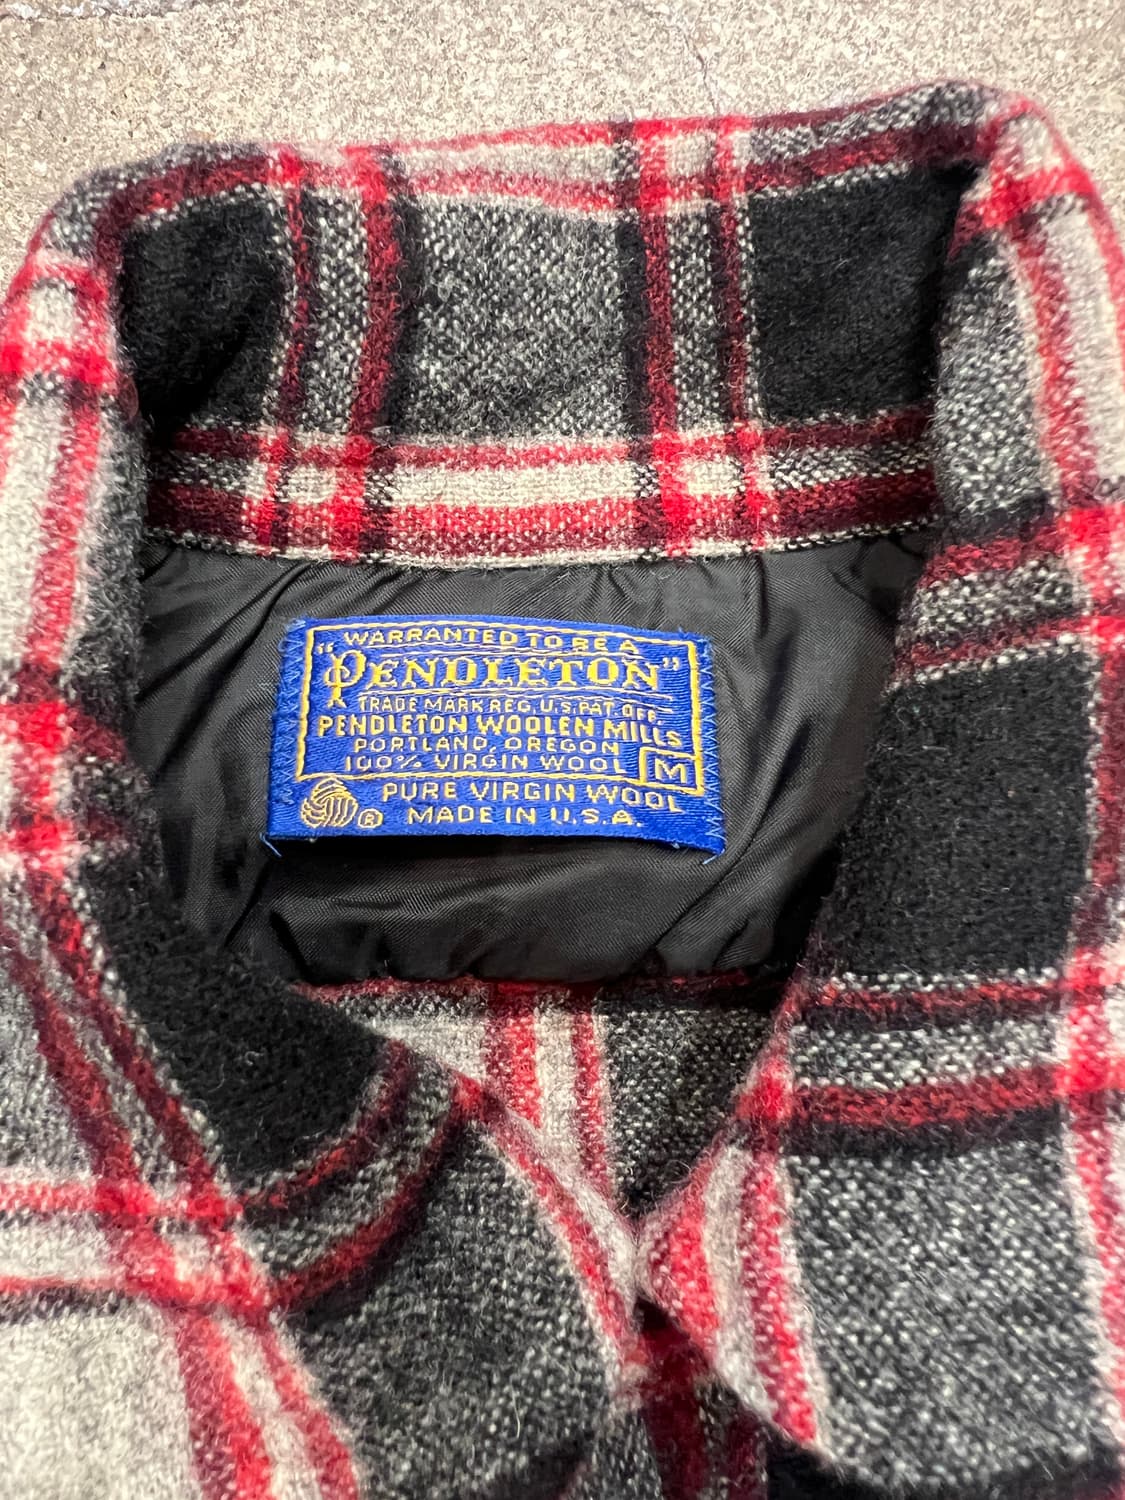 WARRANTED TO BE A
"PENDLETON"
TRADE MARK REG. U.S. PAT. OFF.
PENDLETON WOOLEN MILLS
PORTLAND, OREGON
100% VIRGIN WOOL M
PURE VIRGIN WOOL
® MADE IN U.S.A.